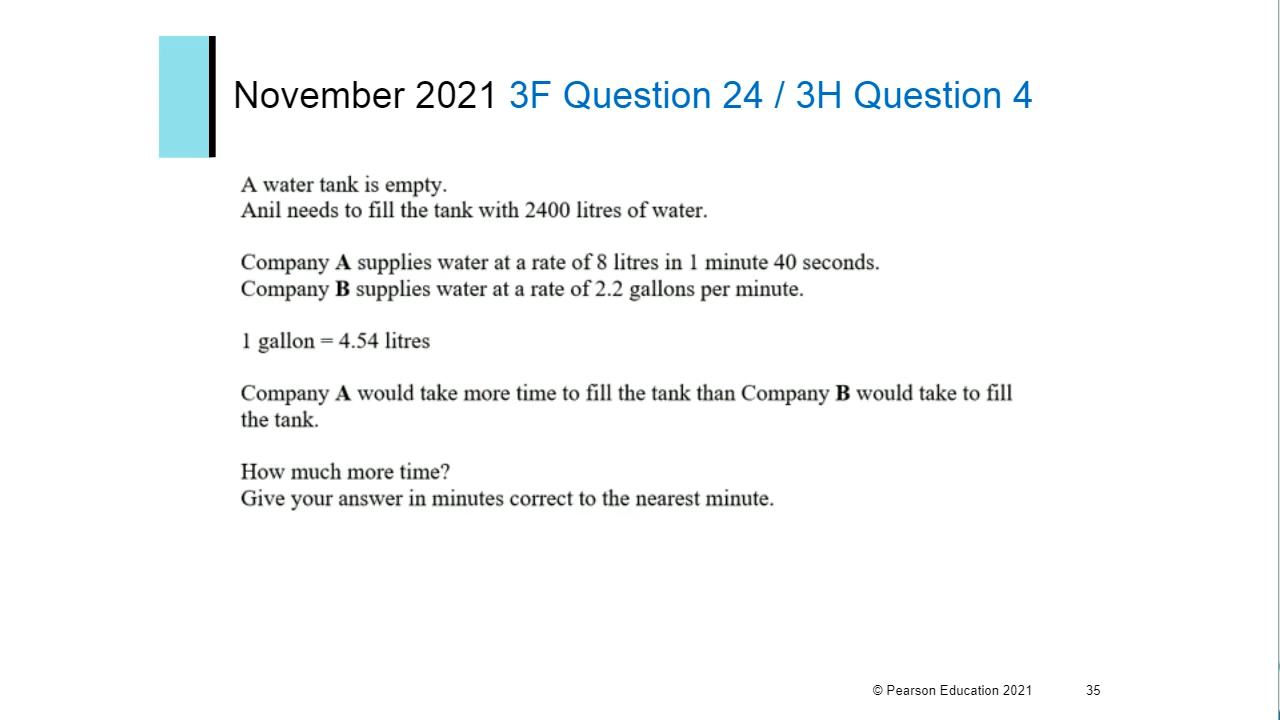 November 2021 3F Question 24 / 3H Question 4
A water tank is empty.
Anil needs to fill the tank with 2400 litres of water.
Company A supplies water at a rate of 8 litres in 1 minute 40 seconds.
Company B supplies water at a rate of 2.2 gallons per minute.
1 gallon = 4.54 litres
Company A would take more time to fill the tank than Company B would take to fill
the tank.
How much more time?
Give your answer in minutes correct to the nearest minute.
© Pearson Education 2021 35